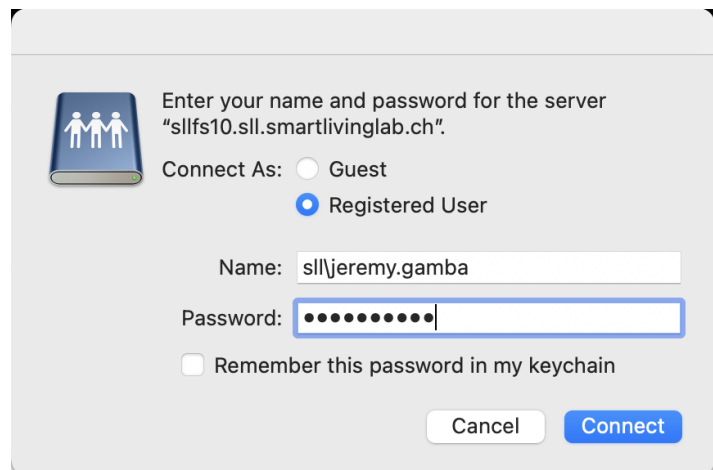 Enter your name and password for the server
“sllfs10.sll.smartlivinglab.ch”.
Connect As: Guest
Registered User
Name: sll\jeremy.gamba
Password: ••••••••••
Remember this password in my keychain
Cancel Connect